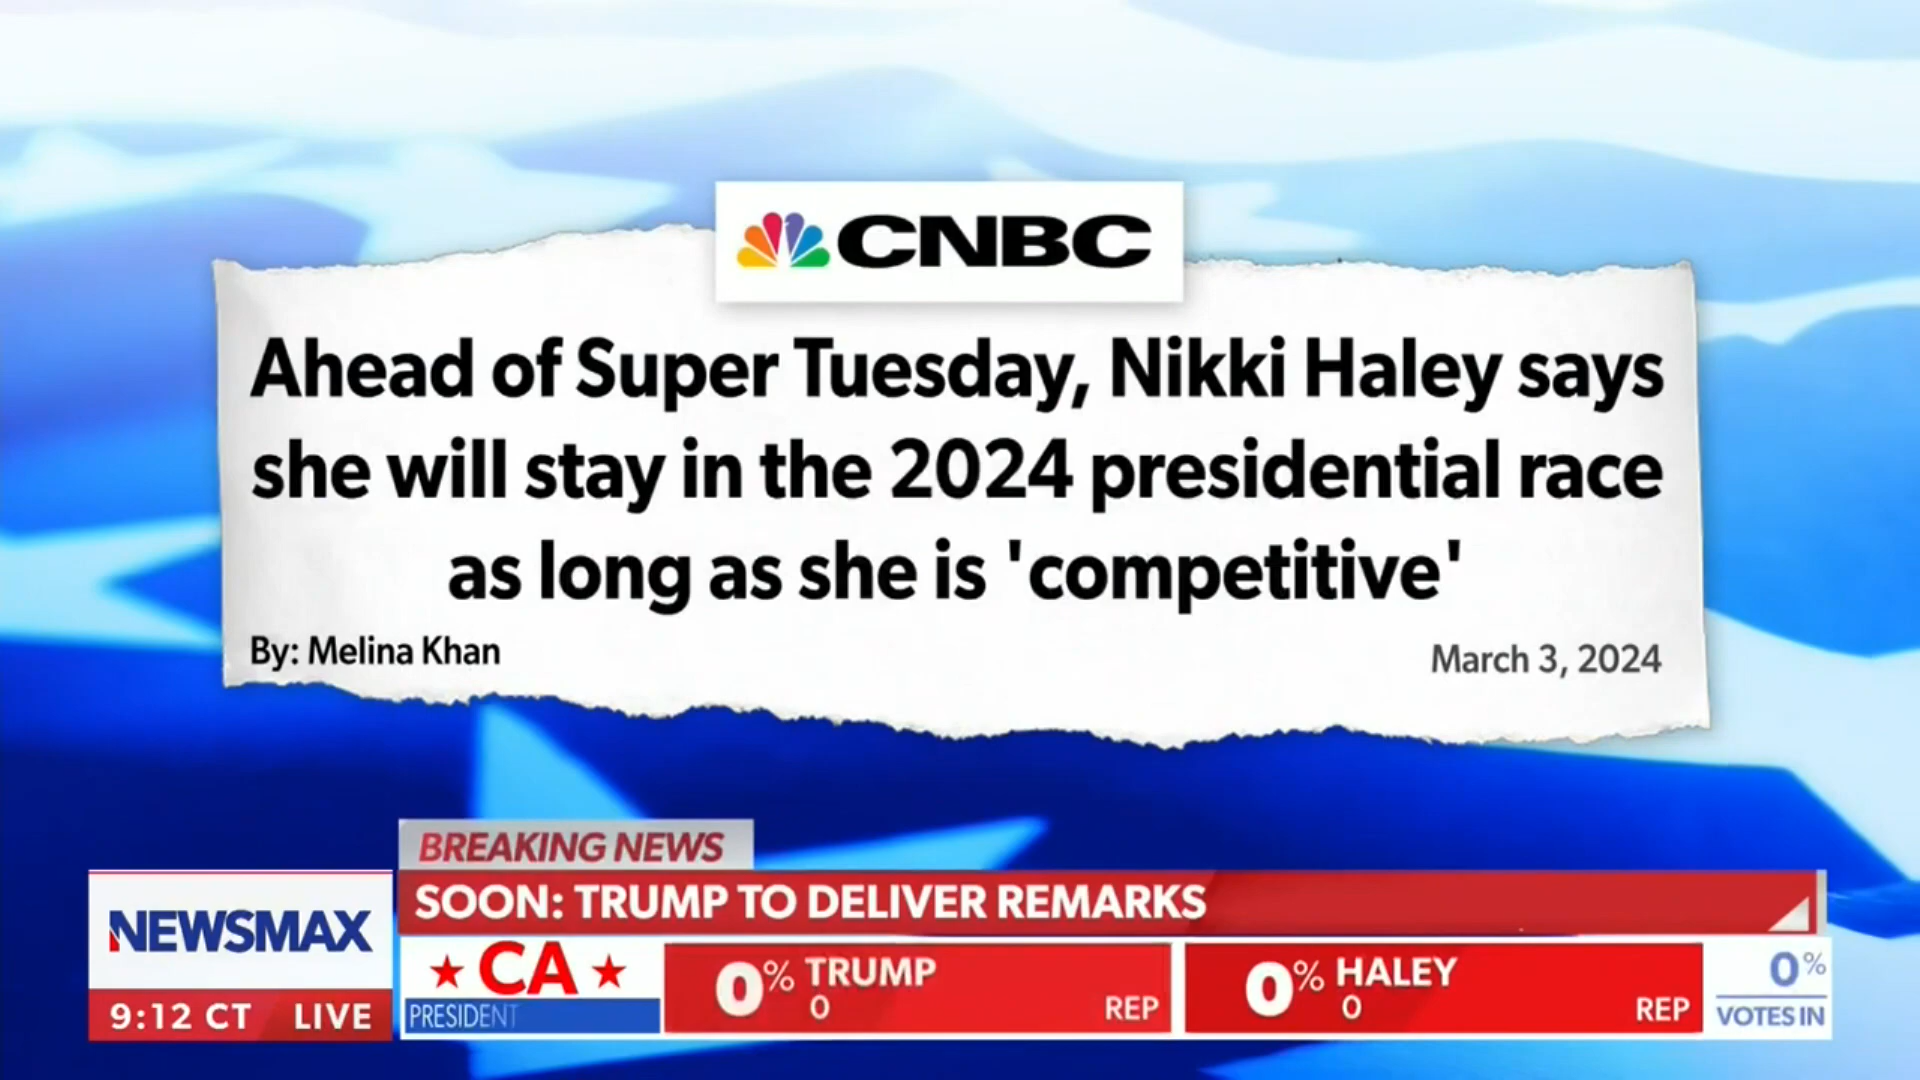 CNBC
Ahead of Super Tuesday, Nikki Haley says
she will stay in the 2024 presidential race
as long as she is 'competitive'
By: Melina Khan
March 3, 2024
BREAKING NEWS
SOON: TRUMP TO DELIVER REMARKS
NEWSMAX
9:12 CT LIVE
CA
PRESIDENT
0% TRUMP
0
REP
0% HALEY
0
REP
0%
VOTES IN